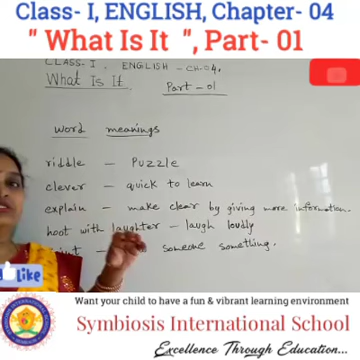 Class- I, ENGLISH, Chapter- 04
" What Is It  ", Part- 01
CLASS-I, ENGLISH - CH.04,
What Is It
Part - 01
Word meanings
riddle - Puzzle
clever - quick to learn
explain - make clear by giving more information.
hoot with laughter - laugh loudly
someone something.
Like
Want your child to have a fun & vibrant learning environment
Symbiosis International School
Excellence Through Education...